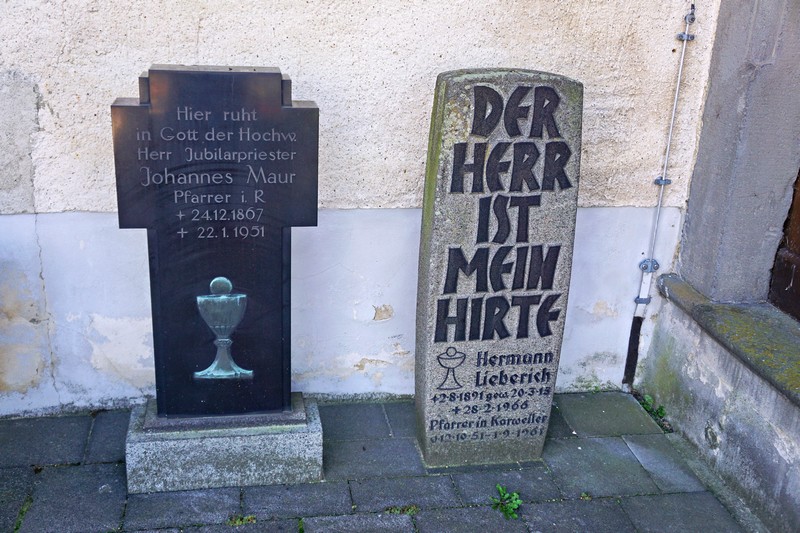 Hier ruht
in Gott der Hochw.
Herr Jubilarpriester
Johannes Maur
Pfarrer i. R
+ 24.12.1867
+ 22. 1. 1951
DER
HERR
IST
MEIN
HIRTE
Hermann
Lieberich
+2·8·1891 gew. 20·3·15
+ 28·2·1966
Pfarrer in Karweiler